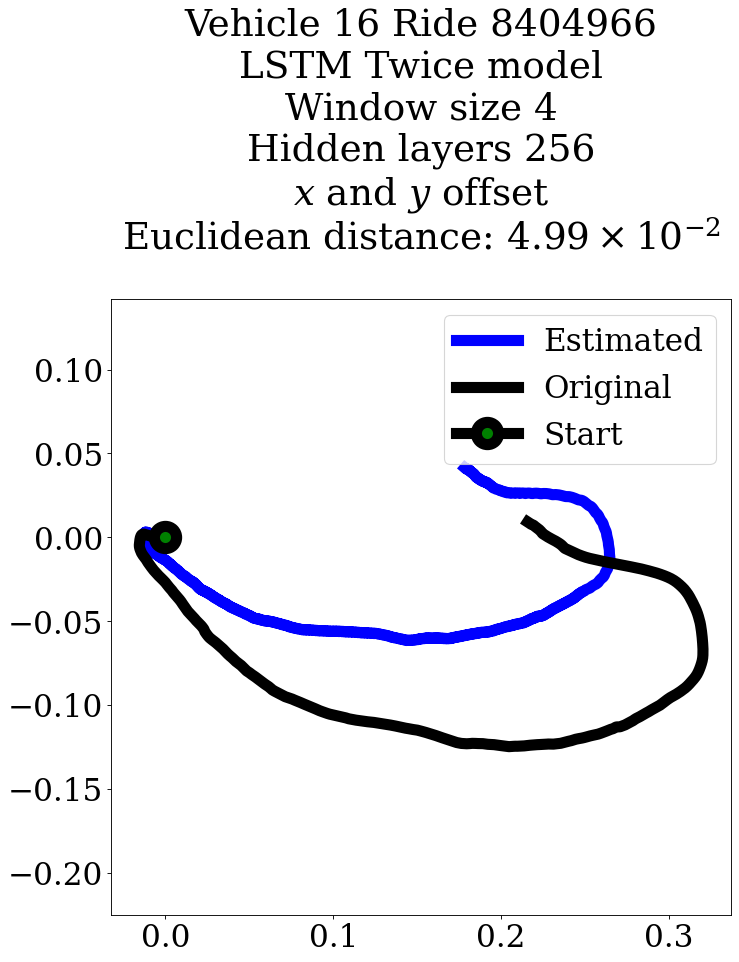 Vehicle 16 Ride 8404966
LSTM Twice model
Window size 4
Hidden layers 256
x and y offset
Euclidean distance: 4.99 × 10⁻²
Estimated
Original
Start
0.10
0.05
0.00
−0.05
−0.10
−0.15
−0.20
0.0 0.1 0.2 0.3